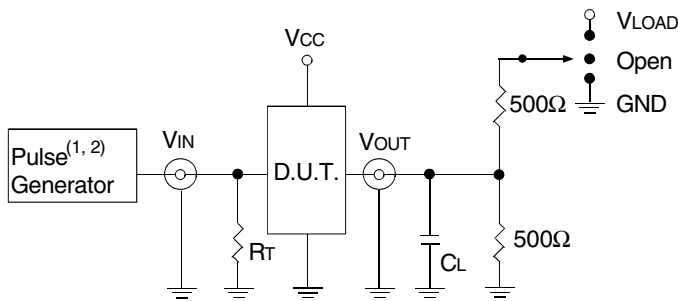 VLOAD
VCC
Open
500Ω
GND
Pulse(1, 2)
Generator
VIN
D.U.T.
VOUT
RT
CL
500Ω